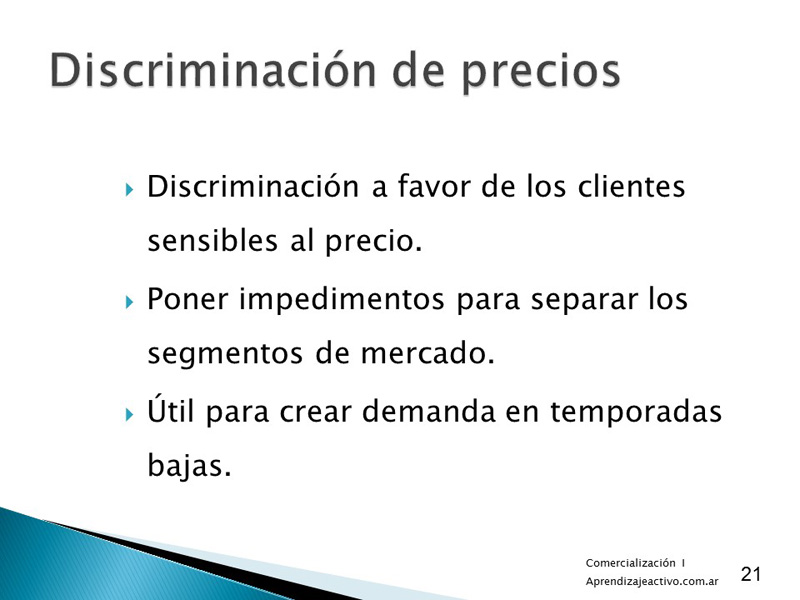 Discriminación de precios
Discriminación a favor de los clientes
sensibles al precio.
Poner impedimentos para separar los
segmentos de mercado.
Útil para crear demanda en temporadas
bajas.
Comercialización I
Aprendizajeactivo.com.ar
21